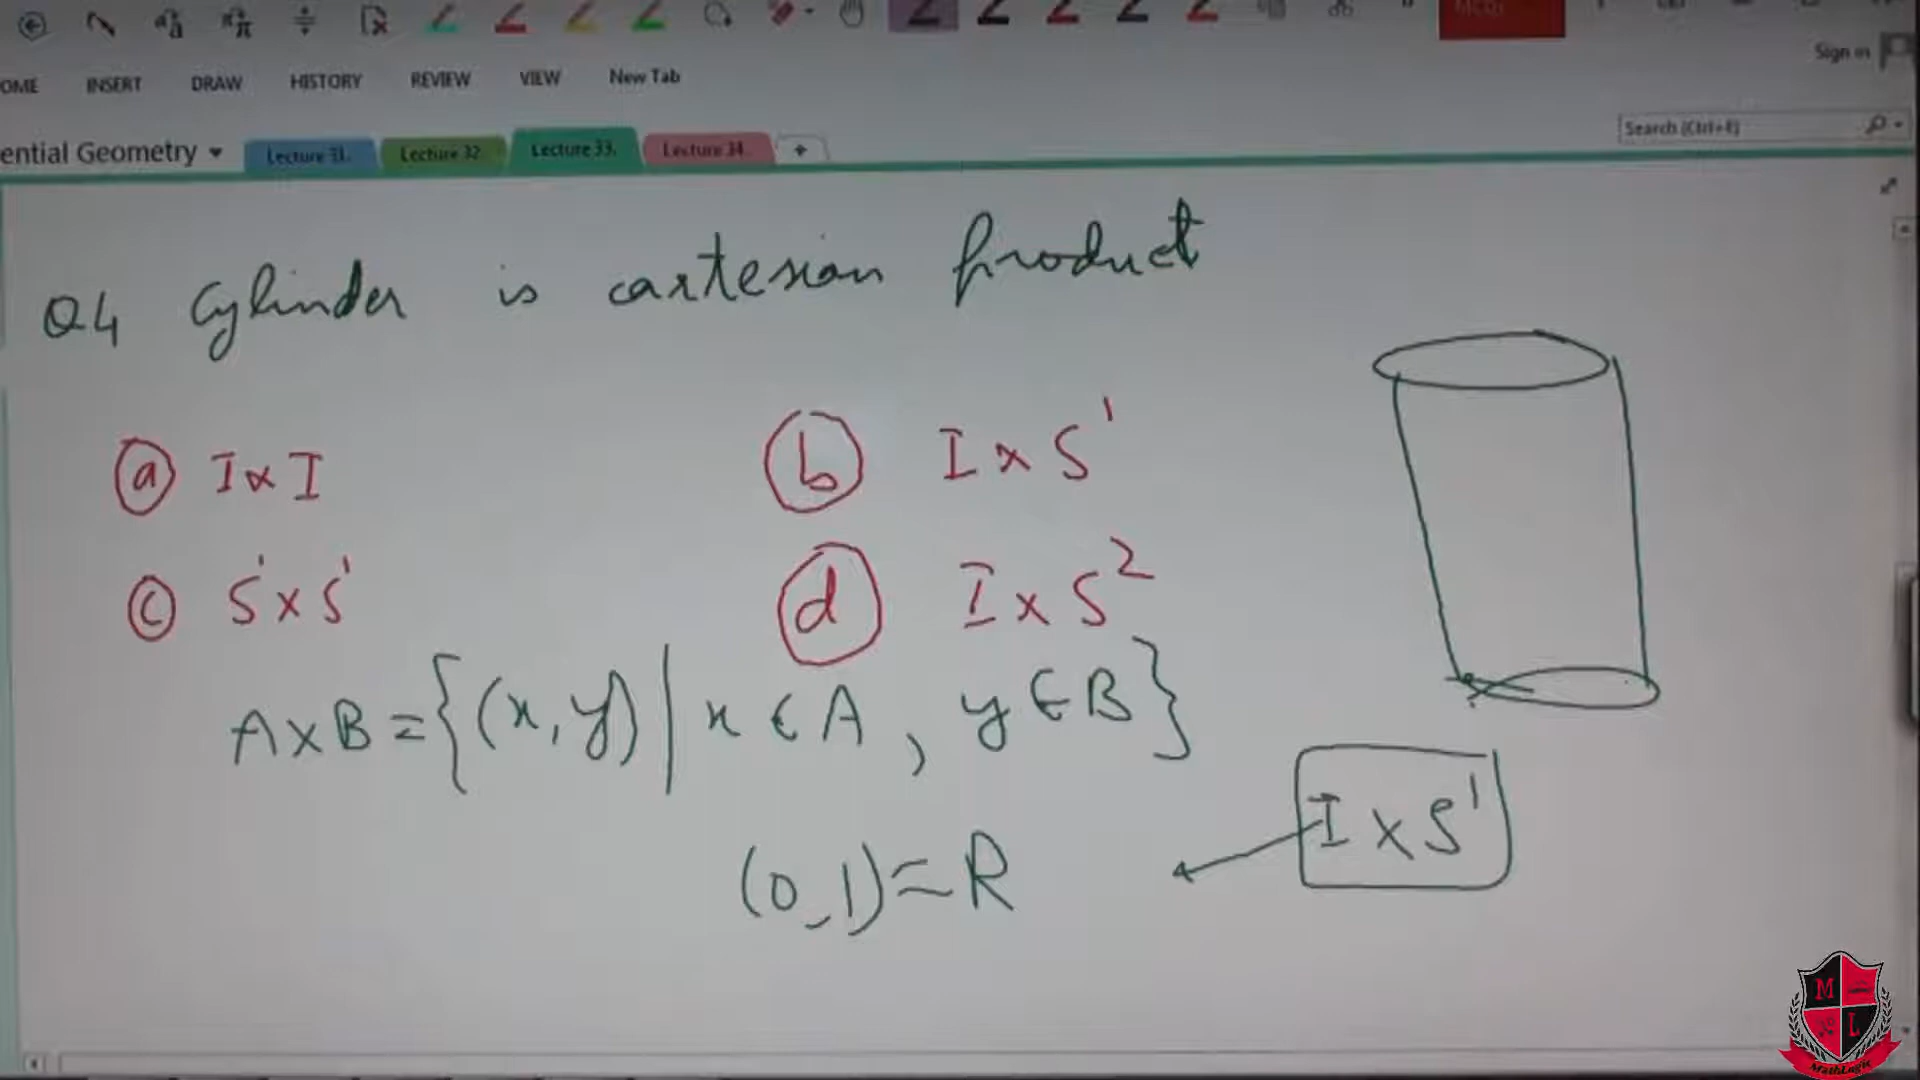 Sign in
OME INSERT DRAW HISTORY REVIEW VIEW New Tab
Search (Ctrl+E)
ential Geometry Lecture 31. Lecture 32. Lecture 33. Lecture 34. +
Q4 Cylinder is cartesian product
(a) I x I (b) I x S¹
(c) S¹ x S¹ (d) I x S²
A x B = {(x, y) | x ∈ A, y ∈ B}
I x S¹
(0,1) ≃ R
M L
MathLogic